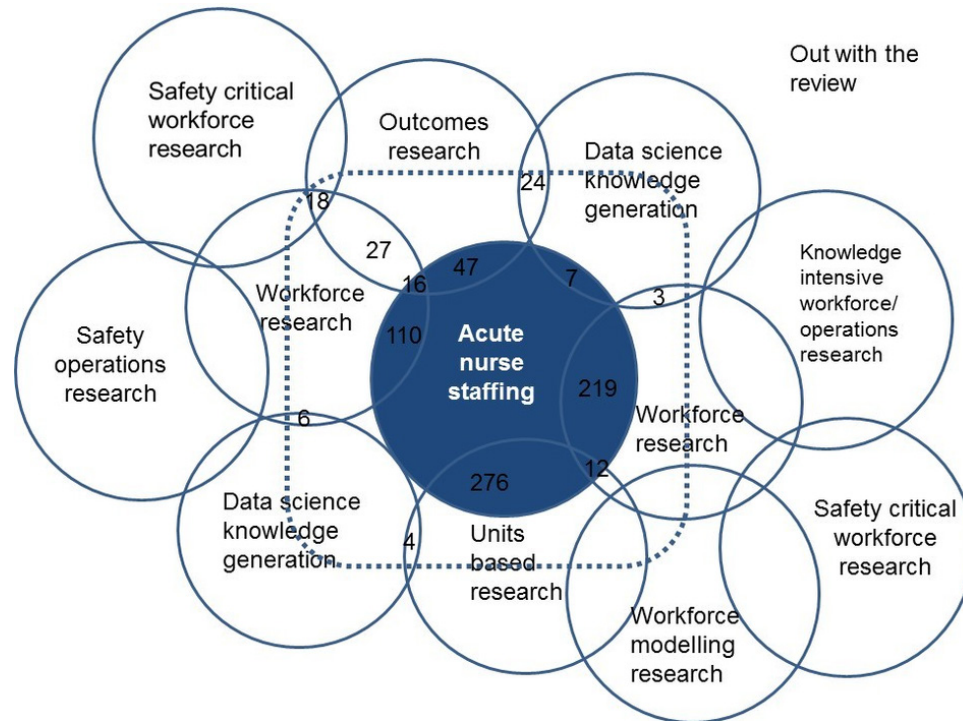 Out with the
review
Safety critical
workforce
research
Outcomes
research
Data science
knowledge
generation
24
18
27
16
47
7
3
Knowledge
intensive
workforce/
operations
research
Workforce
research
110
Acute
nurse
staffing
Safety
operations
research
219
Workforce
research
6
276
12
Data science
knowledge
generation
4
Units
based
research
Safety critical
workforce
research
Workforce
modelling
research